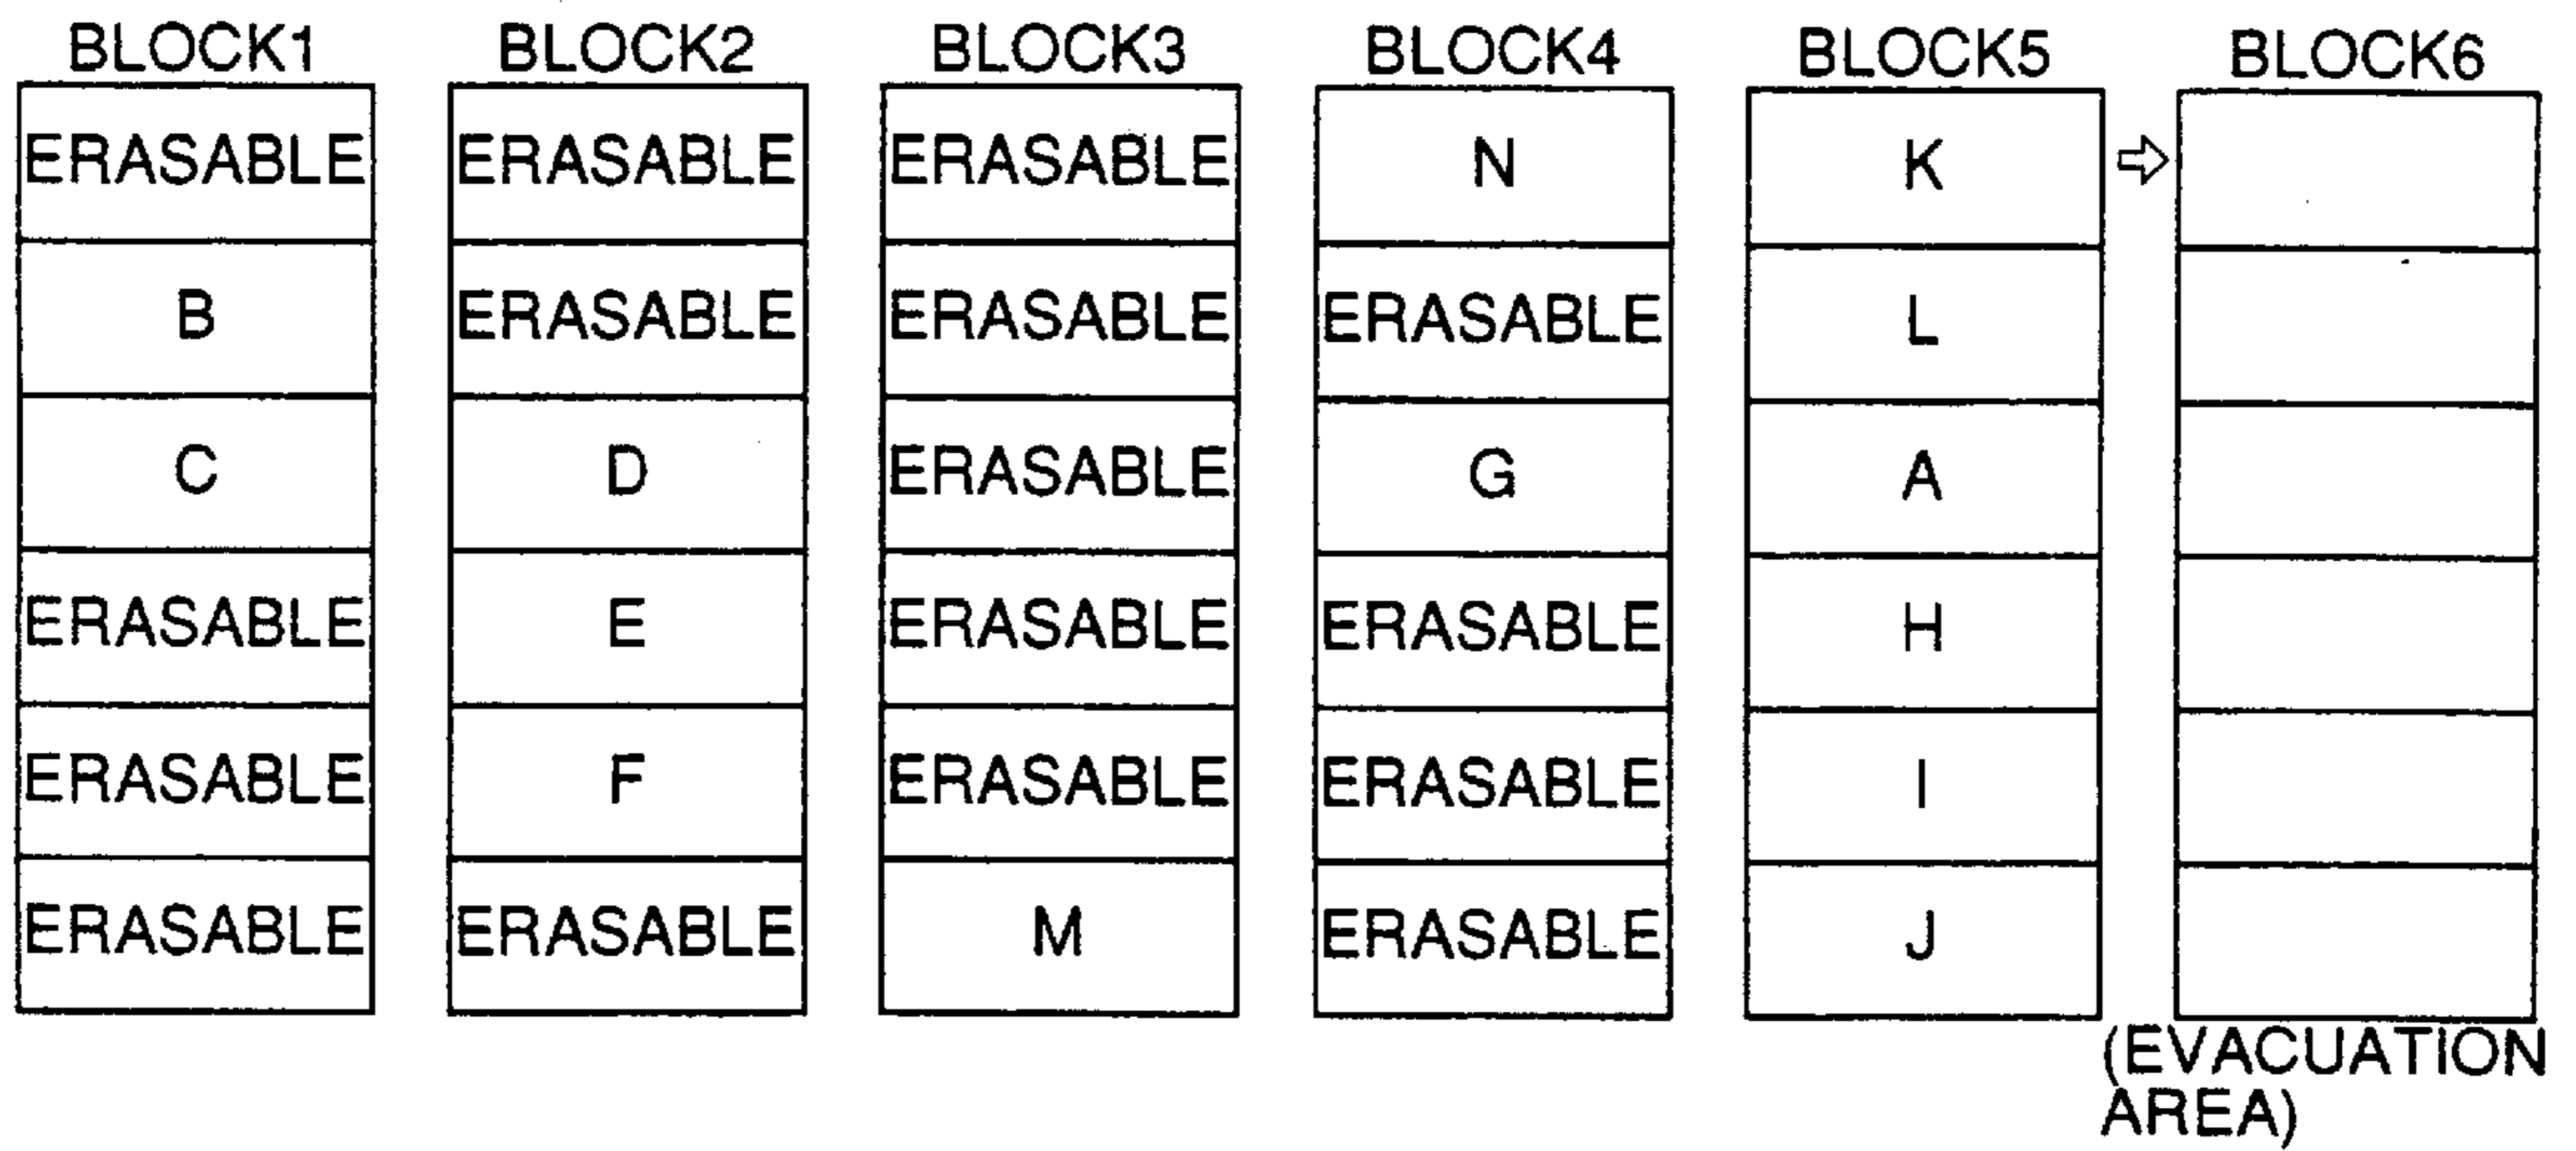 BLOCK1 BLOCK2 BLOCK3 BLOCK4 BLOCK5 BLOCK6
ERASABLE ERASABLE ERASABLE N K
B ERASABLE ERASABLE ERASABLE L
C D ERASABLE G A
ERASABLE E ERASABLE ERASABLE H
ERASABLE F ERASABLE ERASABLE I
ERASABLE ERASABLE M ERASABLE J
(EVACUATION
AREA)